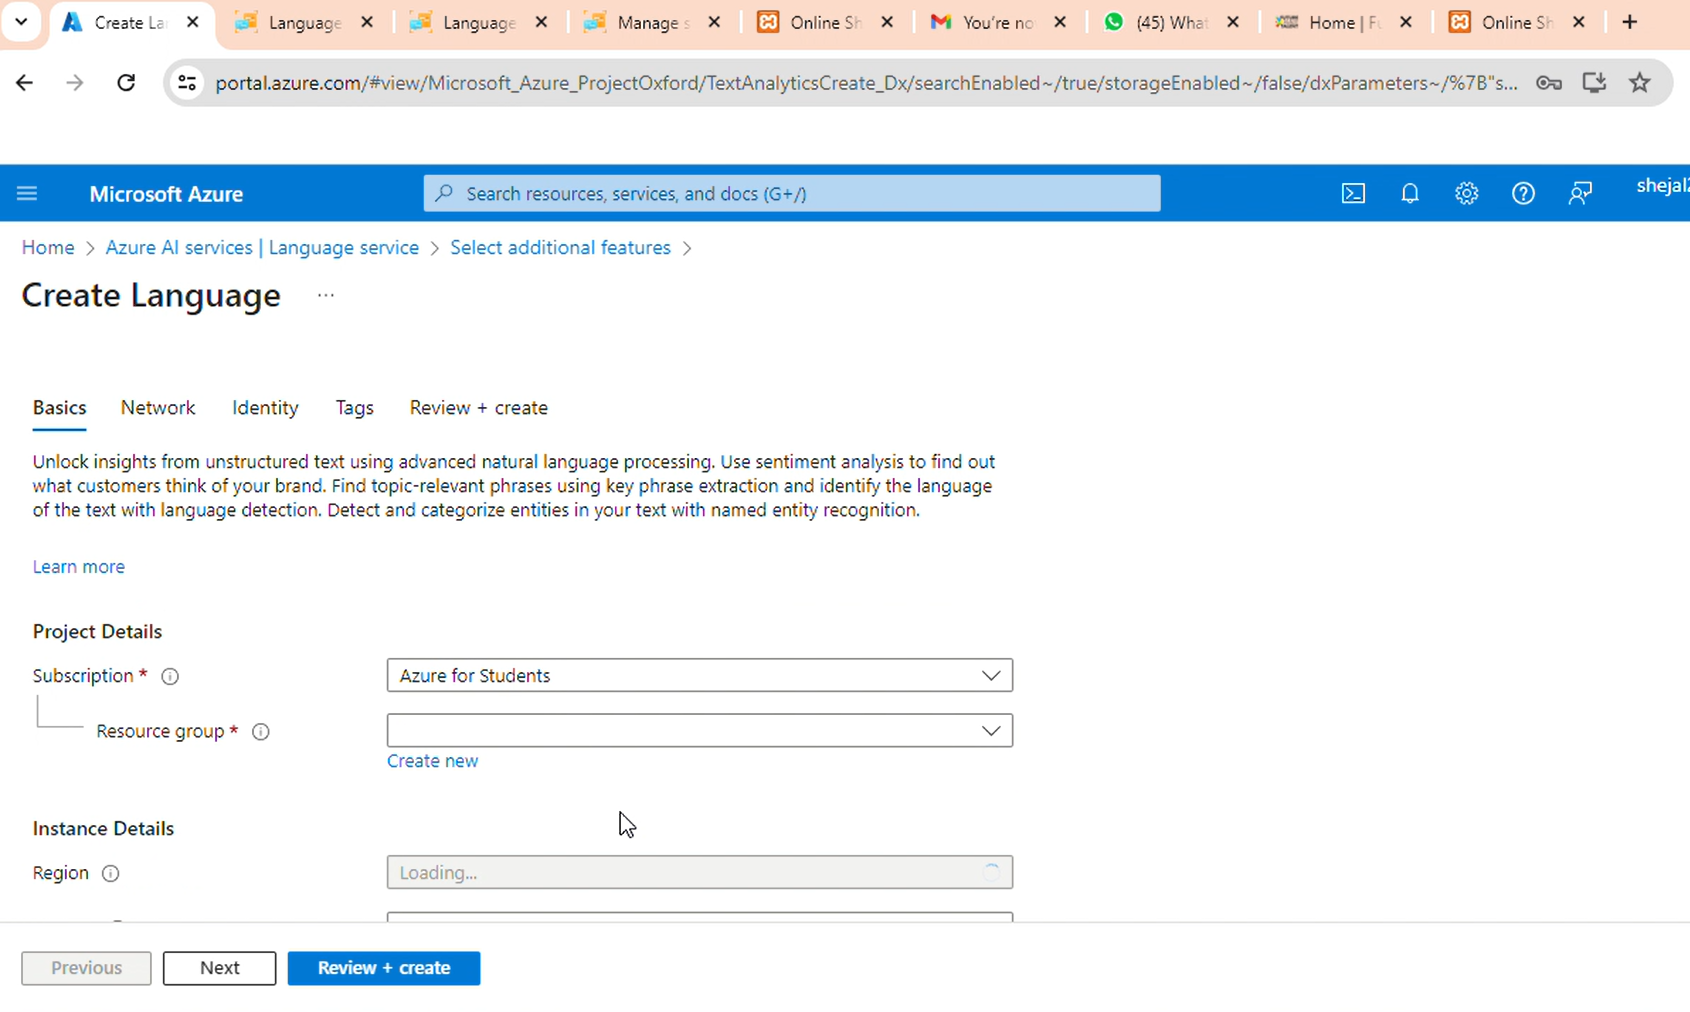 Create La
Language
Language
Manage s
Online Sh
You're no
(45) What
Home | Fu
Online Sh
portal.azure.com/#view/Microsoft_Azure_ProjectOxford/TextAnalyticsCreate_Dx/searchEnabled~/true/storageEnabled~/false/dxParameters~/%7B"s...
Microsoft Azure
Search resources, services, and docs (G+/)
shejal2
Home > Azure AI services | Language service > Select additional features >
Create Language ...
Basics Network Identity Tags Review + create
Unlock insights from unstructured text using advanced natural language processing. Use sentiment analysis to find out
what customers think of your brand. Find topic-relevant phrases using key phrase extraction and identify the language
of the text with language detection. Detect and categorize entities in your text with named entity recognition.
Learn more
Project Details
Subscription * Azure for Students
Resource group *
Create new
Instance Details
Region Loading...
Previous Next Review + create